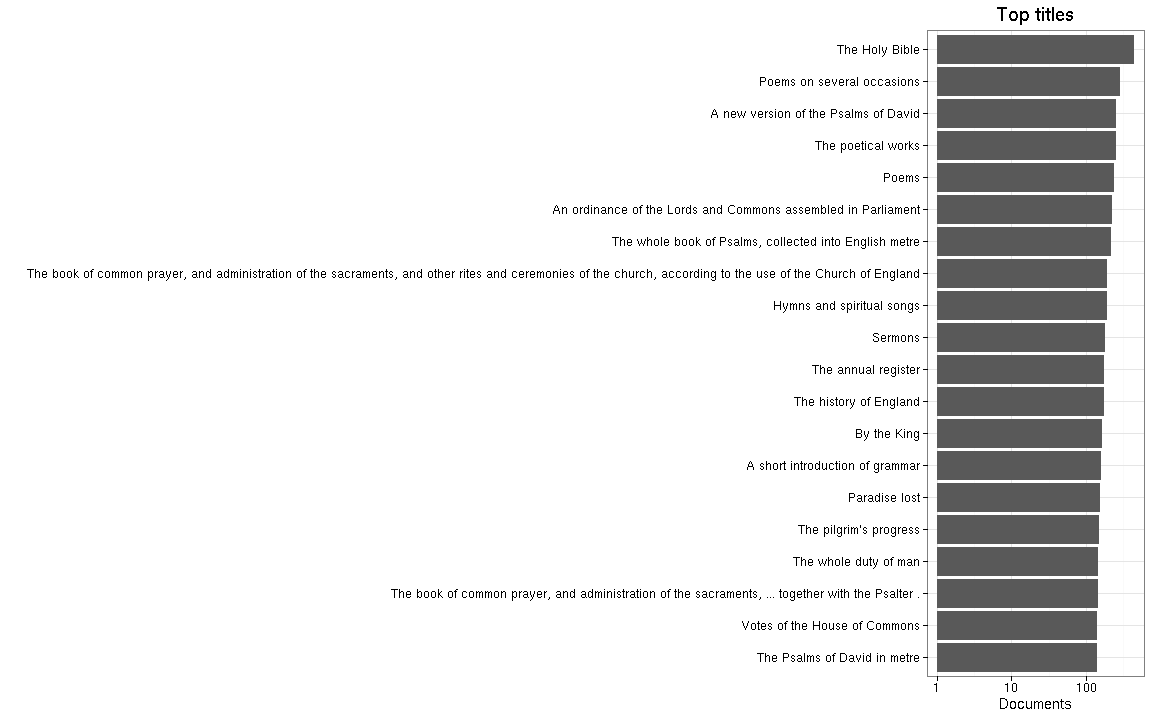 Top titles
The Holy Bible
Poems on several occasions
A new version of the Psalms of David
The poetical works
Poems
An ordinance of the Lords and Commons assembled in Parliament
The whole book of Psalms, collected into English metre
The book of common prayer, and administration of the sacraments, and other rites and ceremonies of the church, according to the use of the Church of England
Hymns and spiritual songs
Sermons
The annual register
The history of England
By the King
A short introduction of grammar
Paradise lost
The pilgrim's progress
The whole duty of man
The book of common prayer, and administration of the sacraments, ... together with the Psalter .
Votes of the House of Commons
The Psalms of David in metre
1 10 100
Documents